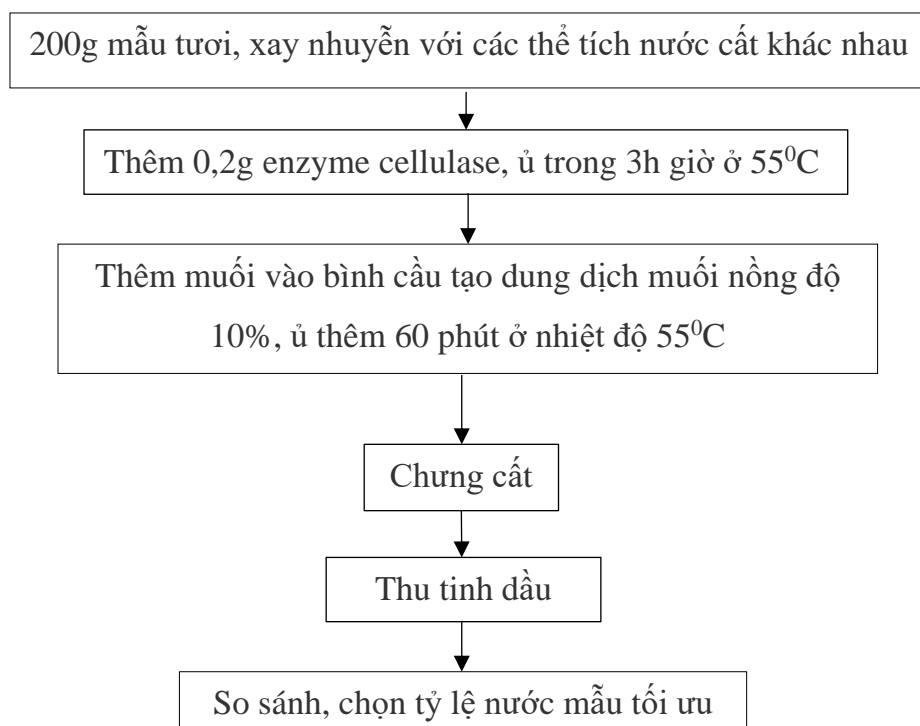 200g mẫu tươi, xay nhuyễn với các thể tích nước cất khác nhau
Thêm 0,2g enzyme cellulase, ủ trong 3h giờ ở 55⁰C
Thêm muối vào bình cầu tạo dung dịch muối nồng độ
10%, ủ thêm 60 phút ở nhiệt độ 55⁰C
Chưng cất
Thu tinh dầu
So sánh, chọn tỷ lệ nước mẫu tối ưu